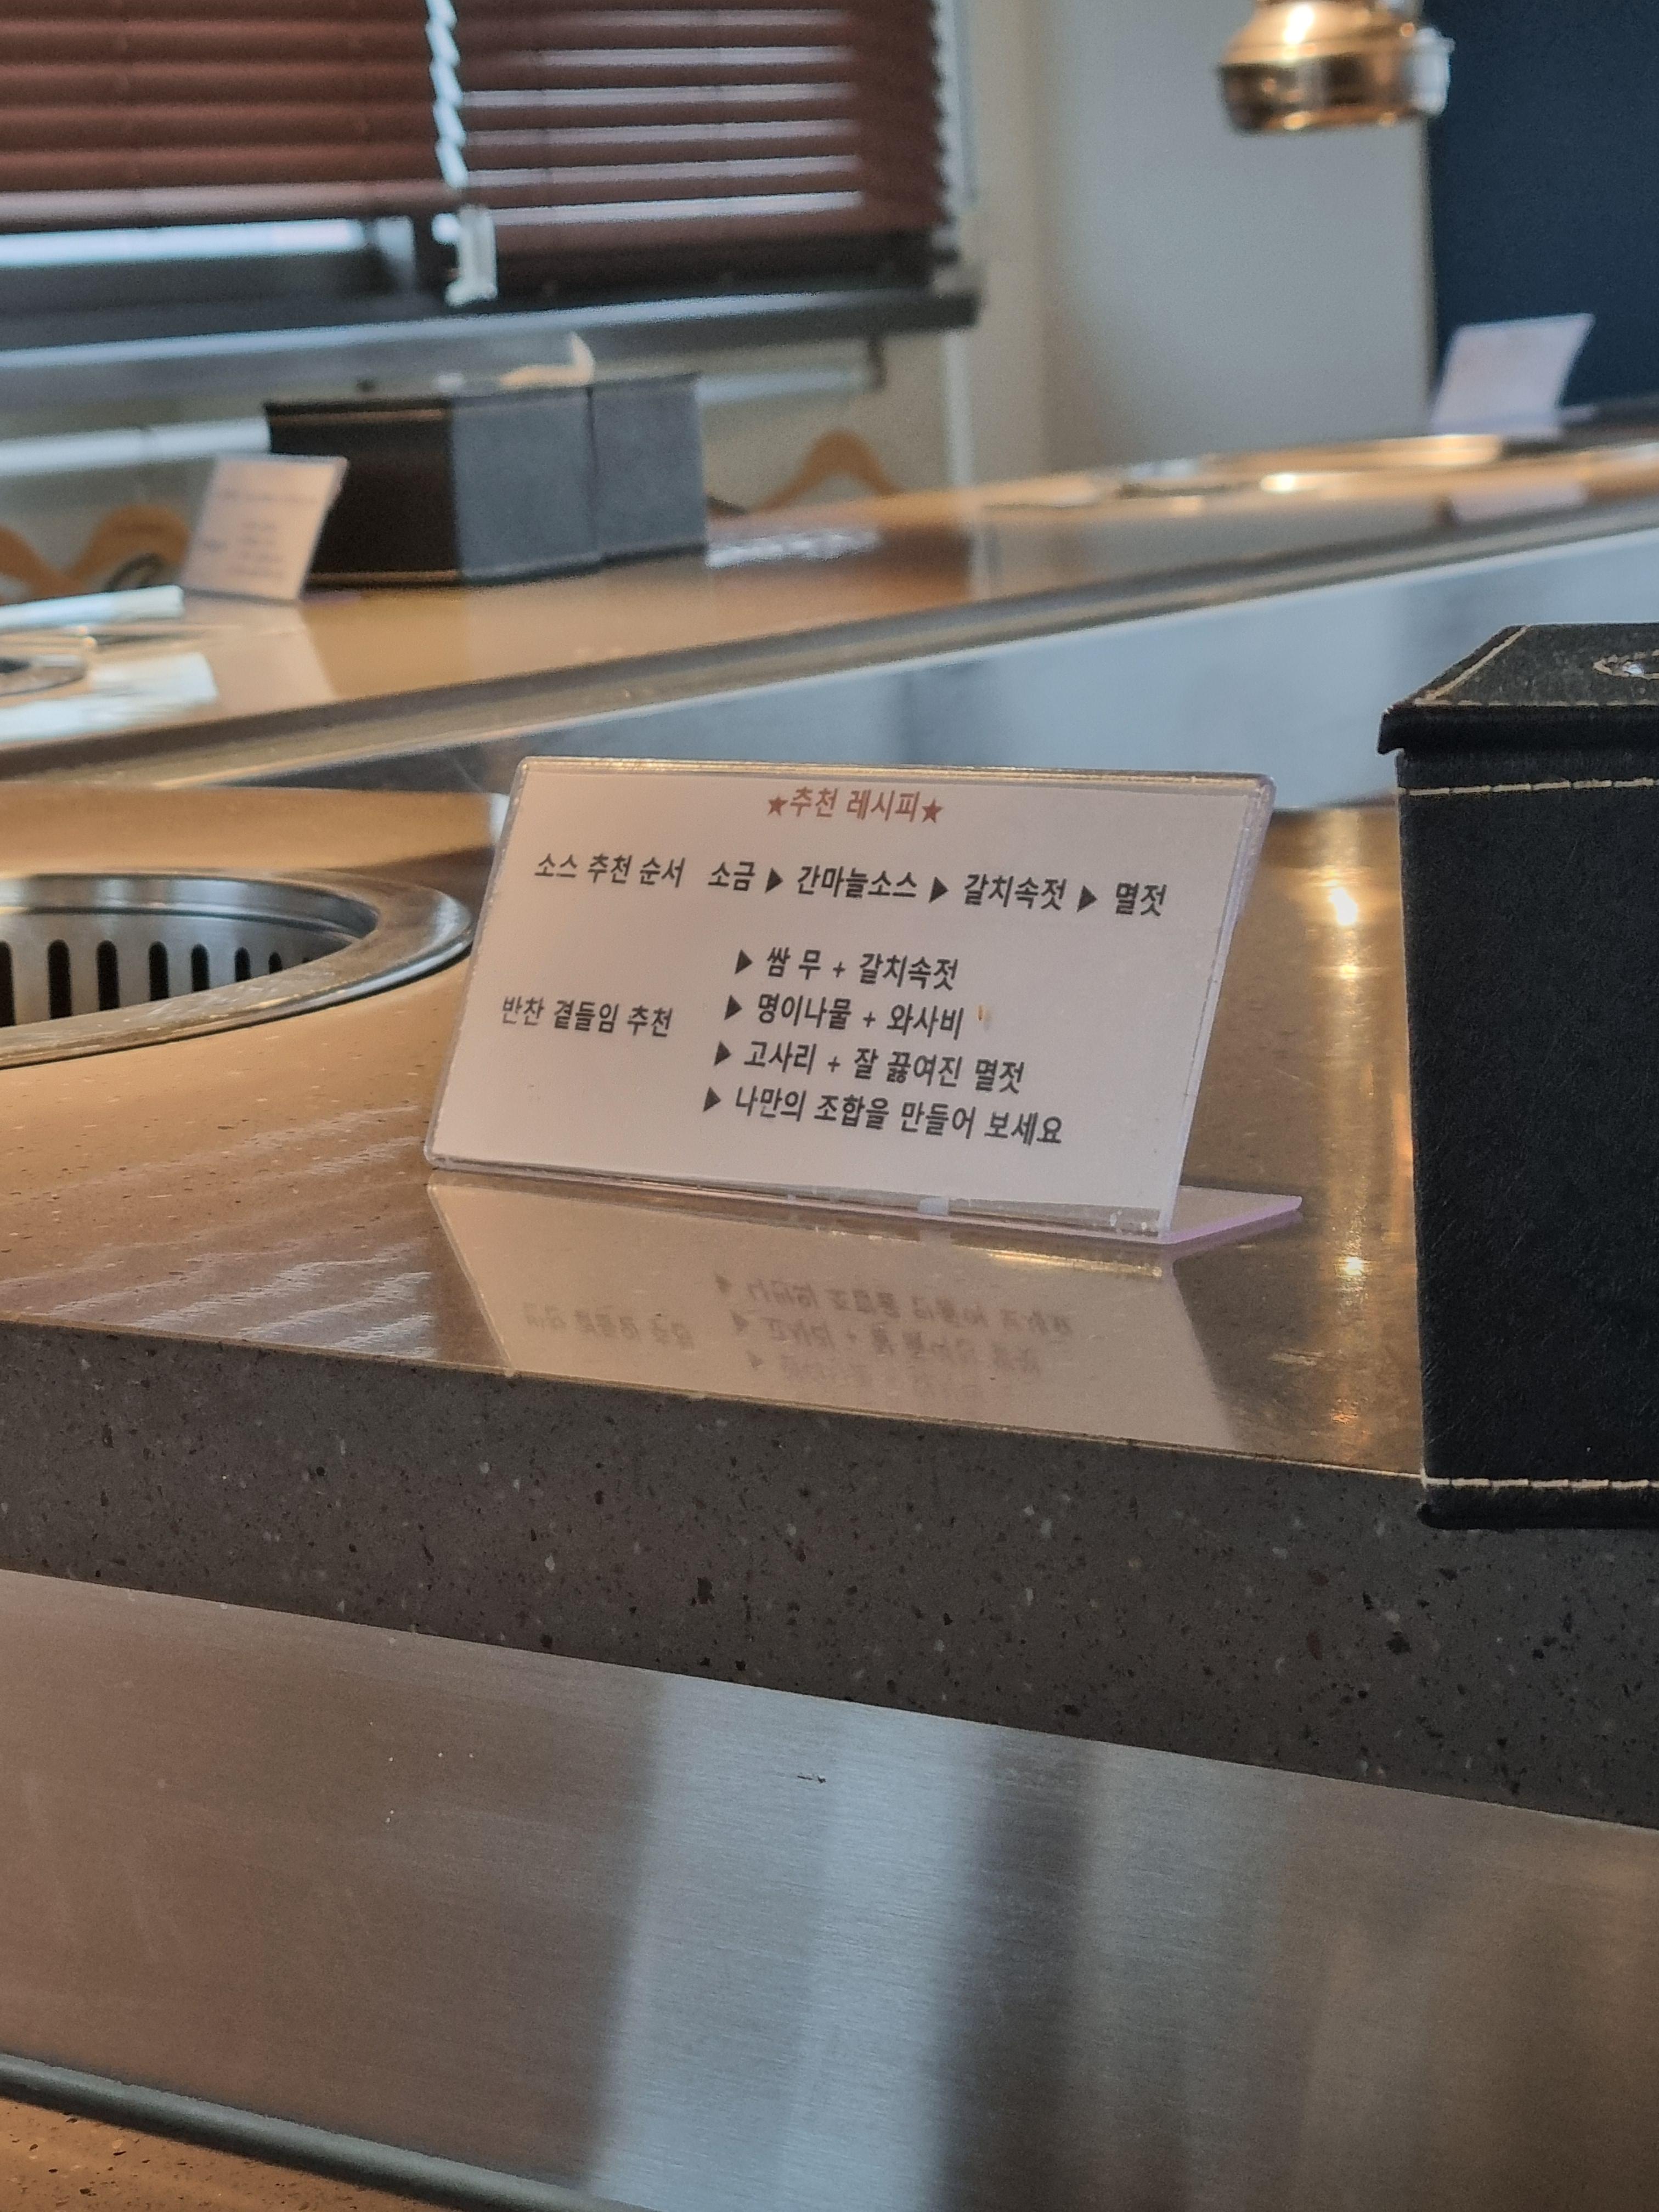 ★추천 레시피★
소스 추천 순서 소금 ▶ 간마늘소스 ▶ 갈치속젓 ▶ 멸젓
반찬 곁들임 추천
▶ 쌈 무 + 갈치속젓
▶ 명이나물 + 와사비
▶ 고사리 + 잘 끓여진 멸젓
▶ 나만의 조합을 만들어 보세요